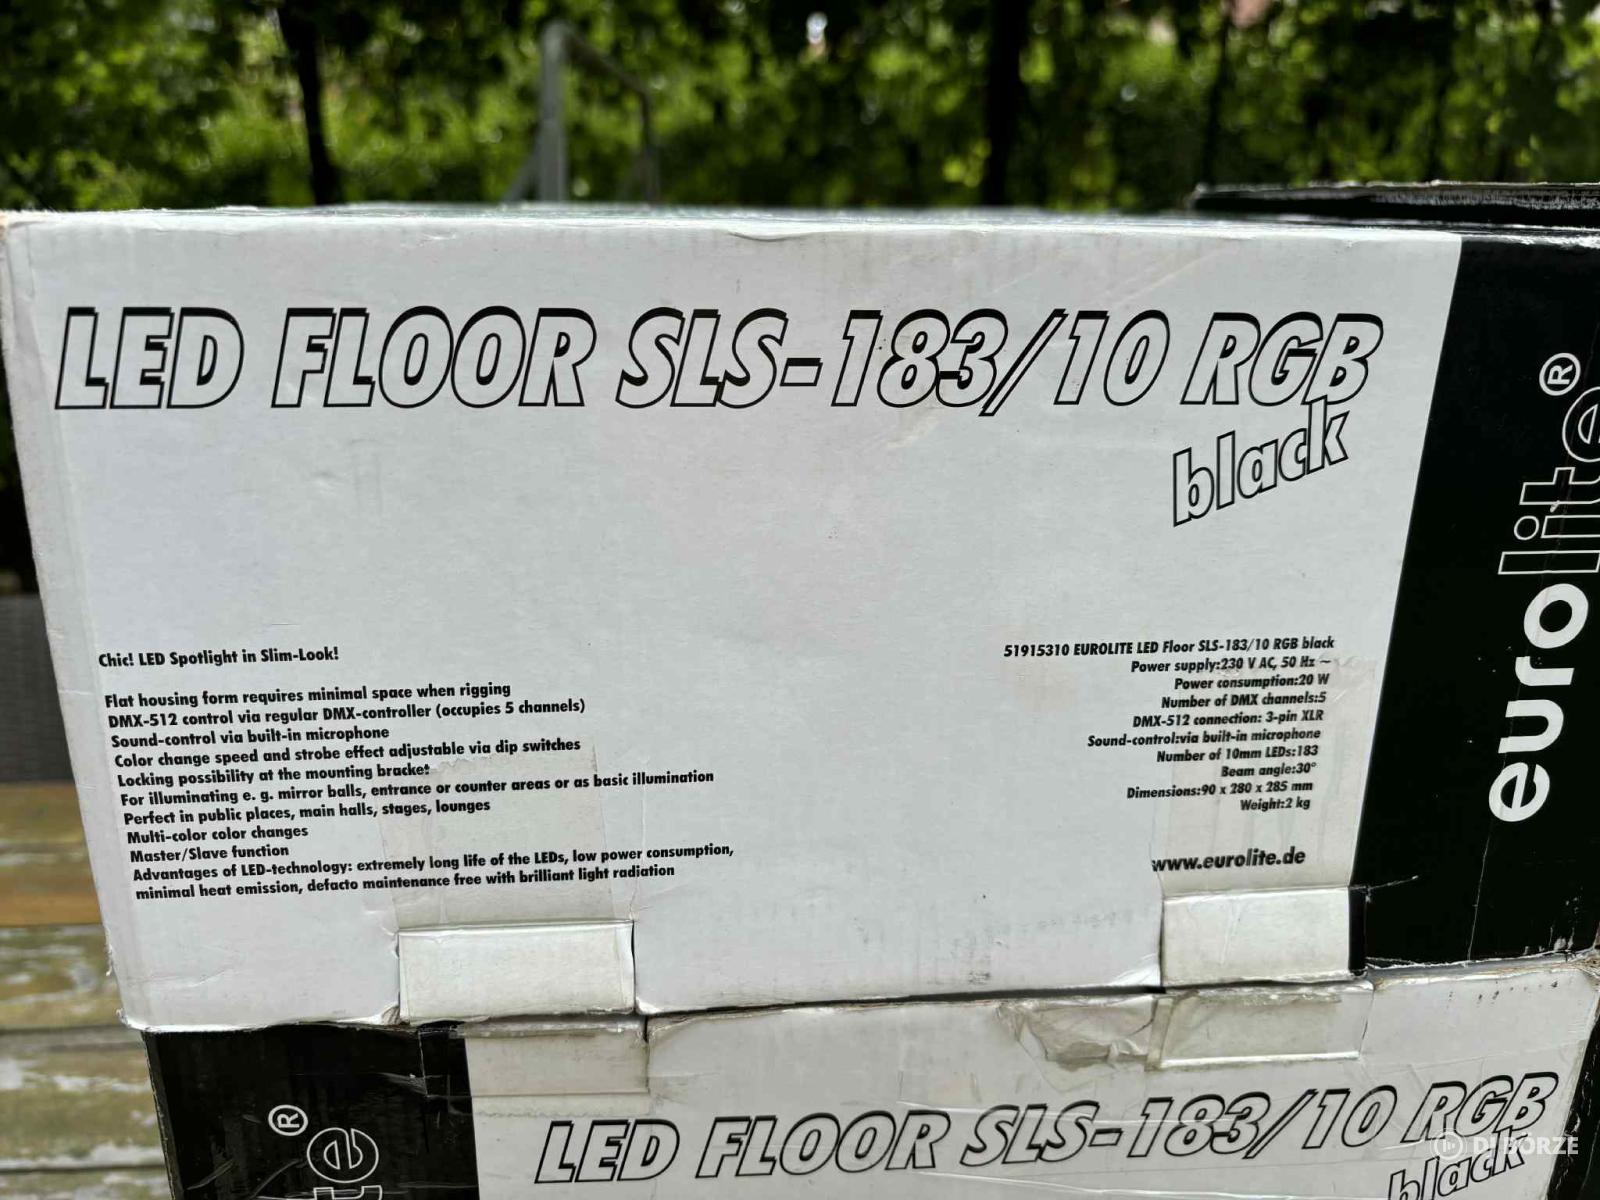 LED FLOOR SLS-183/10 RGB
black
Chic! LED Spotlight in Slim-Look!
Flat housing form requires minimal space when rigging
DMX-512 control via regular DMX-controller (occupies 5 channels)
Sound-control via built-in microphone
Color change speed and strobe effect adjustable via dip switches
Locking possibility at the mounting bracket
For illuminating e. g. mirror balls, entrance or counter areas or as basic illumination
Perfect in public places, main halls, stages, lounges
Multi-color color changes
Master/Slave function
Advantages of LED-technology: extremely long life of the LEDs, low power consumption,
minimal heat emission, defacto maintenance free with brilliant light radiation
51915310 EUROLITE LED Floor SLS-183/10 RGB black
Power supply:230 V AC, 50 Hz ~
Power consumption:20 W
Number of DMX channels:5
DMX-512 connection: 3-pin XLR
Sound-control:via built-in microphone
Number of 10mm LEDs:183
Beam angle:30°
Dimensions:90 x 280 x 285 mm
Weight:2 kg
www.eurolite.de
eurolite®
LED FLOOR SLS-183/10 RGB
black
te®
DJ BÖRZE